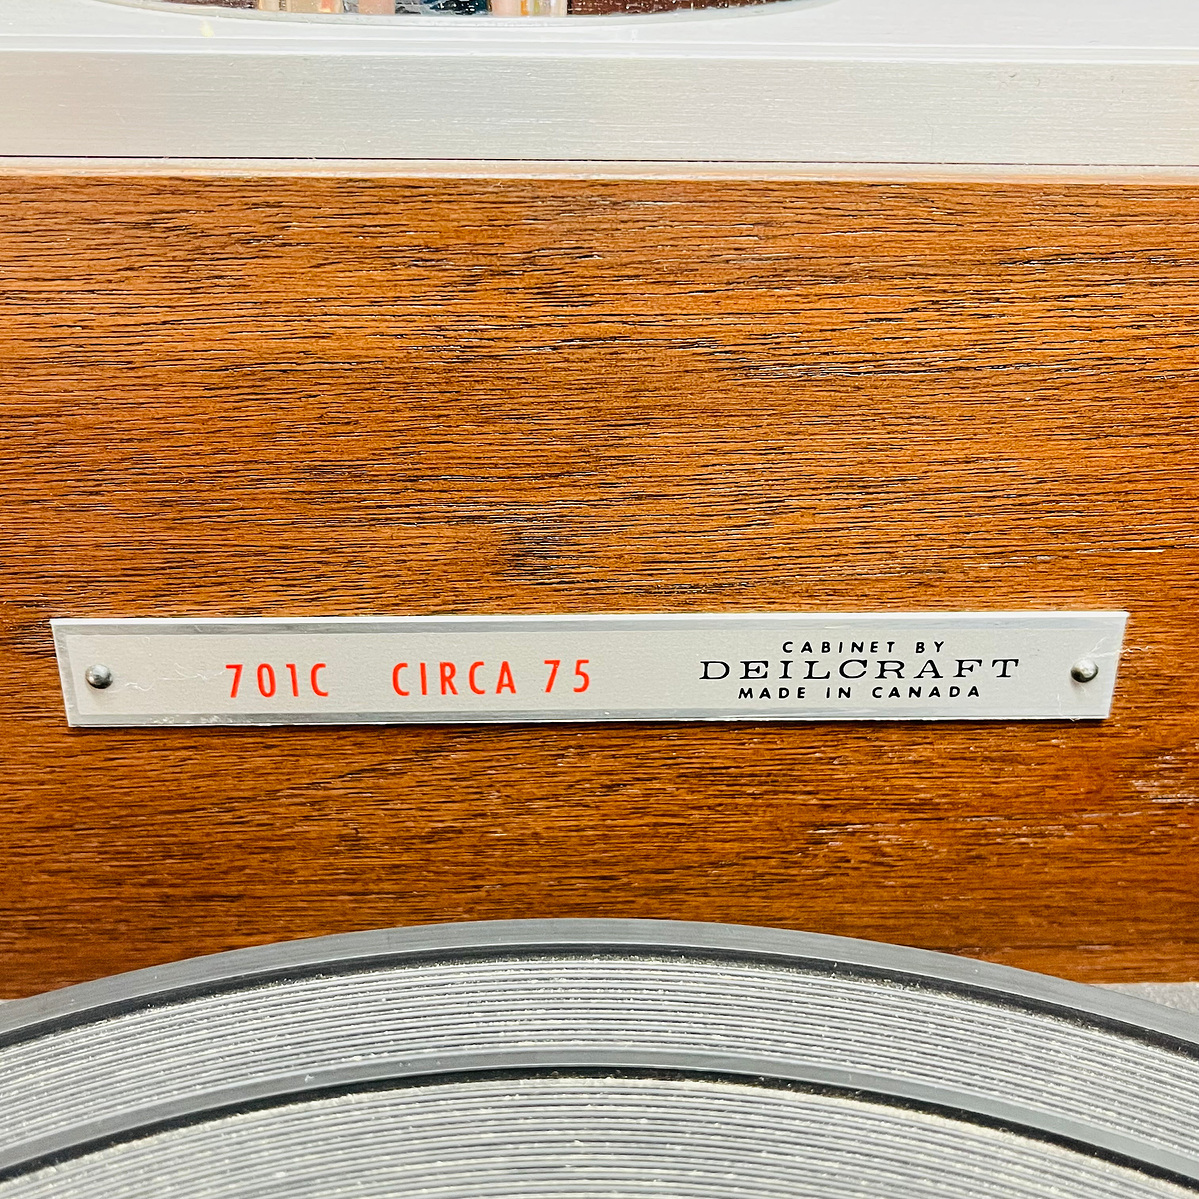 701C CIRCA 75
CABINET BY
DEILCRAFT
MADE IN CANADA